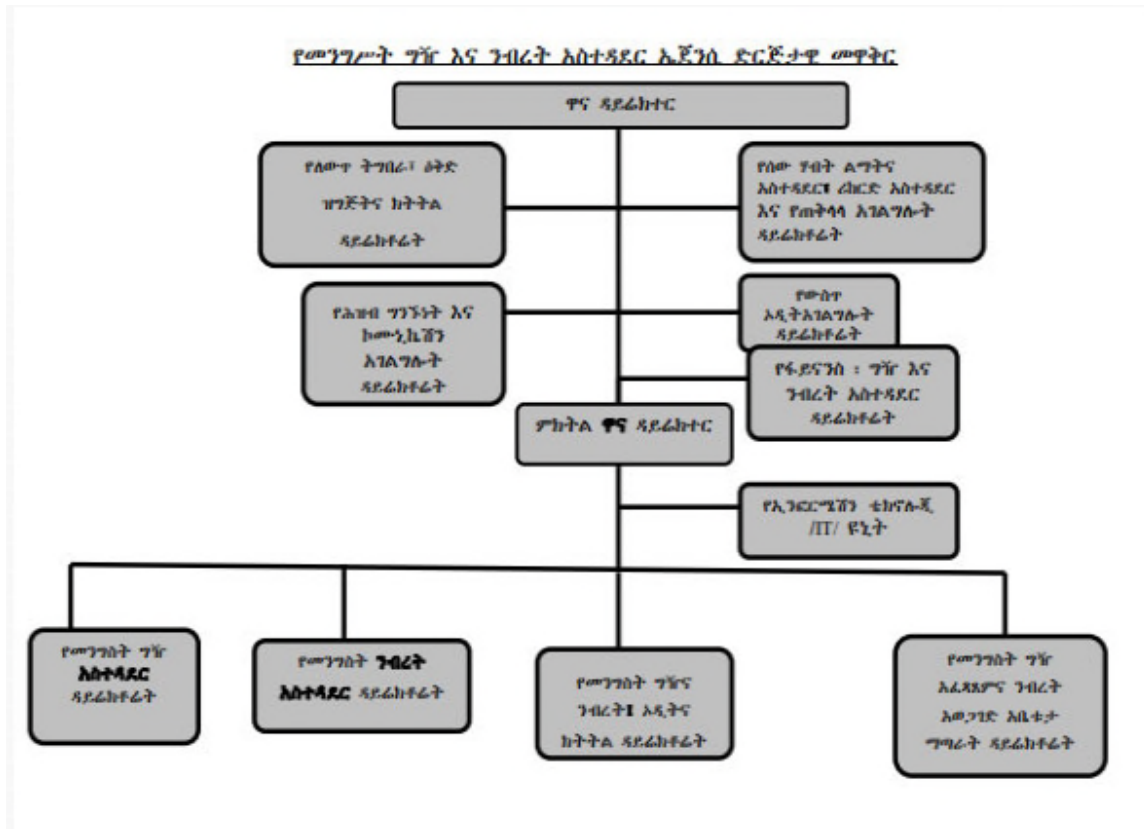 የመንግሥት ግዥ እና ንብረት አስተዳደር ኤጀንሲ ድርጅታዊ መዋቅር
ዋና ዳይሬክተር
የለውጥ ትግበራ፣ ዕቅድ
ዝግጅትና ክትትል
ዳይሬክቶሬት
የሰው ሃብት ልማትና
አስተዳደር፤ ሪከርድ አስተዳደር
እና የጠቅላላ አገልግሎት
ዳይሬክቶሬት
የሕዝብ ግንኙነት እና
ኮሙኒኬሽን
አገልግሎት
ዳይሬክቶሬት
የውስጥ
ኦዲትአገልግሎት
ዳይሬክቶሬት
የፋይናንስ ፡ ግዥ እና
ንብረት አስተዳደር
ዳይሬክቶሬት
ምክትል ዋና ዳይሬክተር
የኢንፎርሜሽን ቴክኖሎጂ
/IT/ ዩኒት
የመንግስት ግዥ
አስተዳደር
ዳይሬክቶሬት
የመንግስት ንብረት
አስተዳደር ዳይሬክቶሬት
የመንግስት ግዥና
ንብረት፤ ኦዲትና
ክትትል ዳይሬክቶሬት
የመንግስት ግዥ
አፈጻጸምና ንብረት
አወጋገድ አቤቱታ
ማጣራት ዳይሬክቶሬት